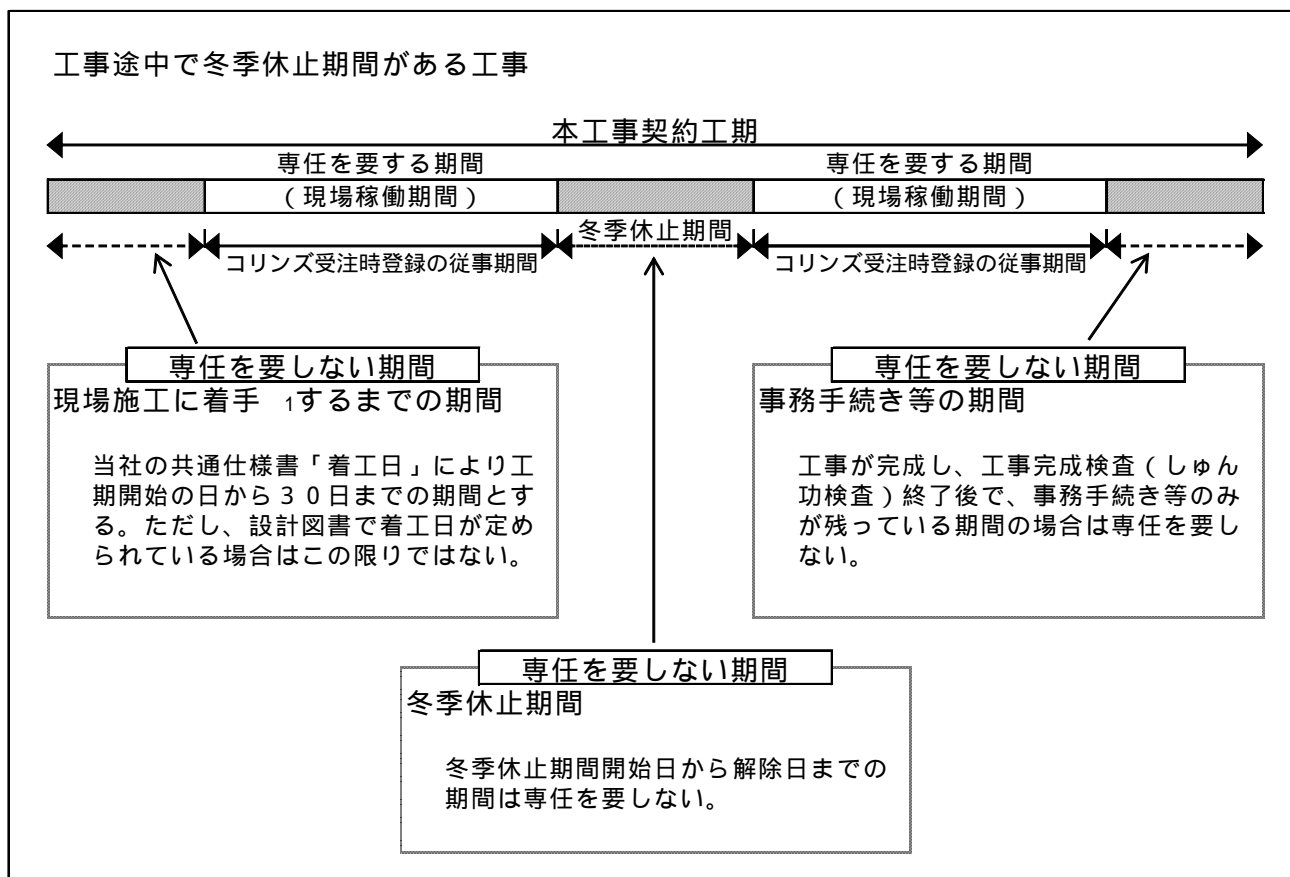 工事途中で冬季休止期間がある工事
本工事契約工期
専任を要する期間
専任を要する期間
(現場稼働期間)
(現場稼働期間)
冬季休止期間
コリンズ受注時登録の従事期間
コリンズ受注時登録の従事期間
専任を要しない期間
現場施工に着手 1するまでの期間
当社の共通仕様書「着工日」により工
期開始の日から30日までの期間とす
る。ただし、設計図書で着工日が定め
られている場合はこの限りではない。
専任を要しない期間
事務手続き等の期間
工事が完成し、工事完成検査(しゅん
功検査)終了後で、事務手続き等のみ
が残っている期間の場合は専任を要し
ない。
専任を要しない期間
冬季休止期間
冬季休止期間開始日から解除日までの
期間は専任を要しない。